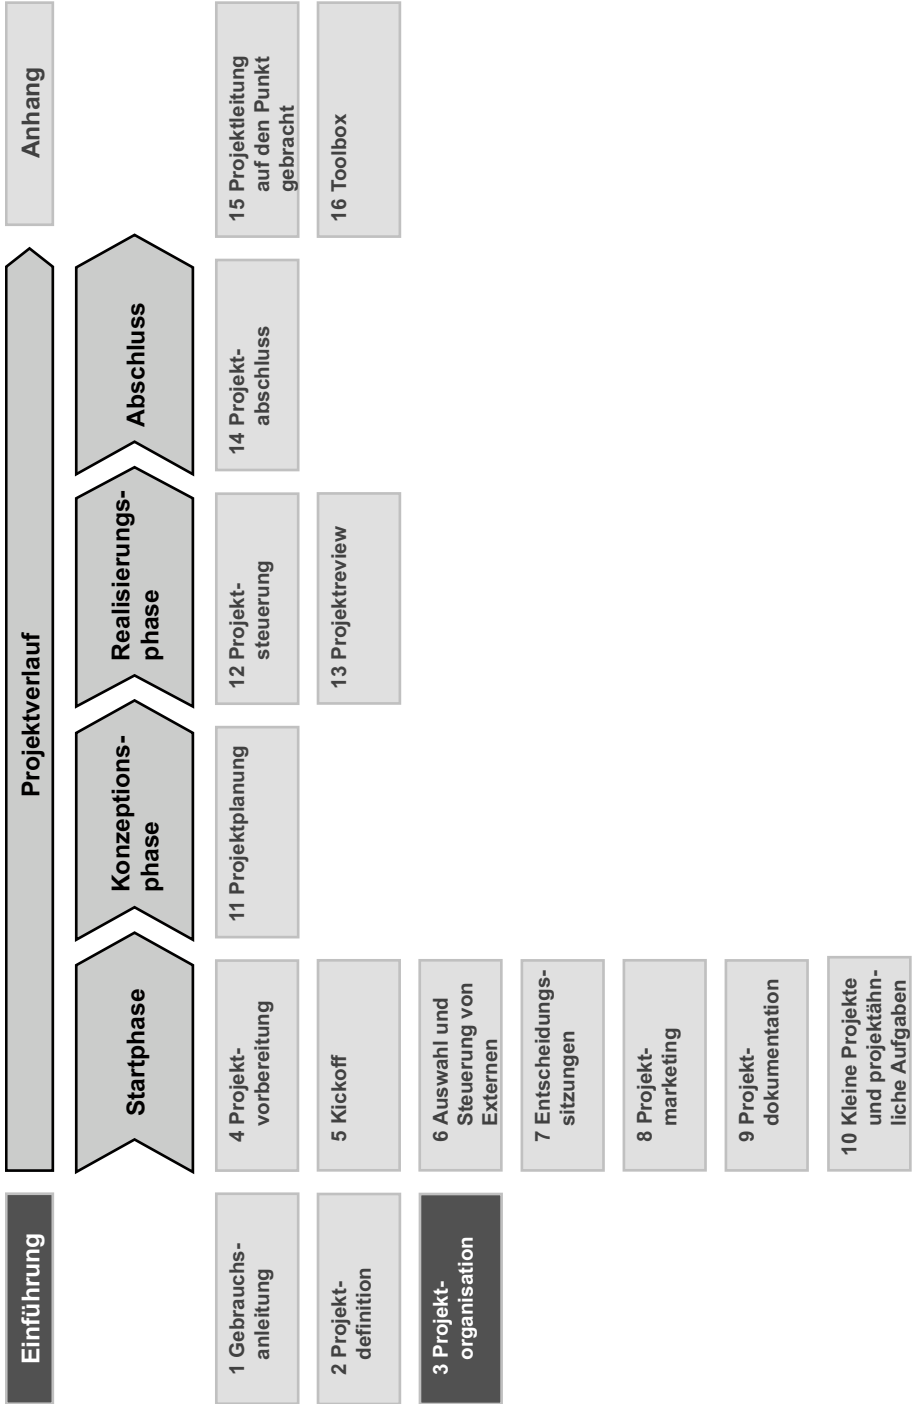 Einführung
Projektverlauf
Anhang
Startphase
Konzeptions-
phase
Realisierungs-
phase
Abschluss
1 Gebrauchs-
anleitung
2 Projekt-
definition
3 Projekt-
organisation
4 Projekt-
vorbereitung
5 Kickoff
6 Auswahl und
Steuerung von
Externen
7 Entscheidungs-
sitzungen
8 Projekt-
marketing
9 Projekt-
dokumentation
10 Kleine Projekte
und projektähn-
liche Aufgaben
11 Projektplanung
12 Projekt-
steuerung
13 Projektreview
14 Projekt-
abschluss
15 Projektleitung
auf den Punkt
gebracht
16 Toolbox